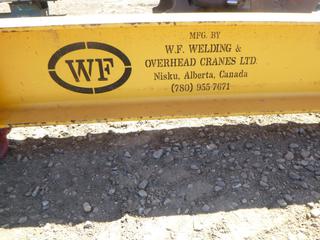 MFG. BY
W.F. WELDING &
OVERHEAD CRANES LTD.
Nisku, Alberta, Canada
(780) 955-7671
WF